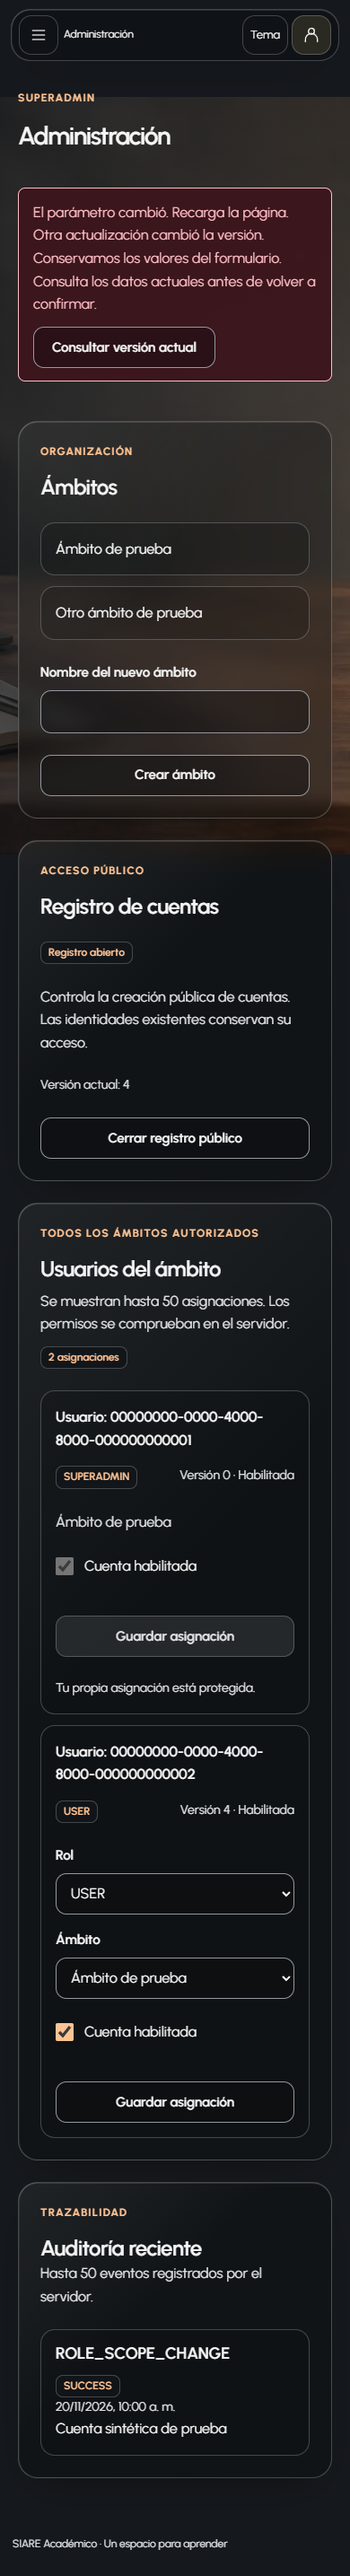 Administración
Tema
SUPERADMIN
Administración
El parámetro cambió. Recarga la página.
Otra actualización cambió la versión.
Conservamos los valores del formulario.
Consulta los datos actuales antes de volver a
confirmar.
Consultar versión actual
ORGANIZACIÓN
Ámbitos
Ámbito de prueba
Otro ámbito de prueba
Nombre del nuevo ámbito
Crear ámbito
ACCESO PÚBLICO
Registro de cuentas
Registro abierto
Controla la creación pública de cuentas.
Las identidades existentes conservan su
acceso.
Versión actual: 4
Cerrar registro público
TODOS LOS ÁMBITOS AUTORIZADOS
Usuarios del ámbito
Se muestran hasta 50 asignaciones. Los
permisos se comprueban en el servidor.
2 asignaciones
Usuario: 00000000-0000-4000-
8000-000000000001
SUPERADMIN Versión 0 · Habilitada
Ámbito de prueba
Cuenta habilitada
Guardar asignación
Tu propia asignación está protegida.
Usuario: 00000000-0000-4000-
8000-000000000002
USER Versión 4 · Habilitada
Rol
USER
Ámbito
Ámbito de prueba
Cuenta habilitada
Guardar asignación
TRAZABILIDAD
Auditoría reciente
Hasta 50 eventos registrados por el
servidor.
ROLE_SCOPE_CHANGE
SUCCESS
20/11/2026, 10:00 a. m.
Cuenta sintética de prueba
SIARE Académico · Un espacio para aprender